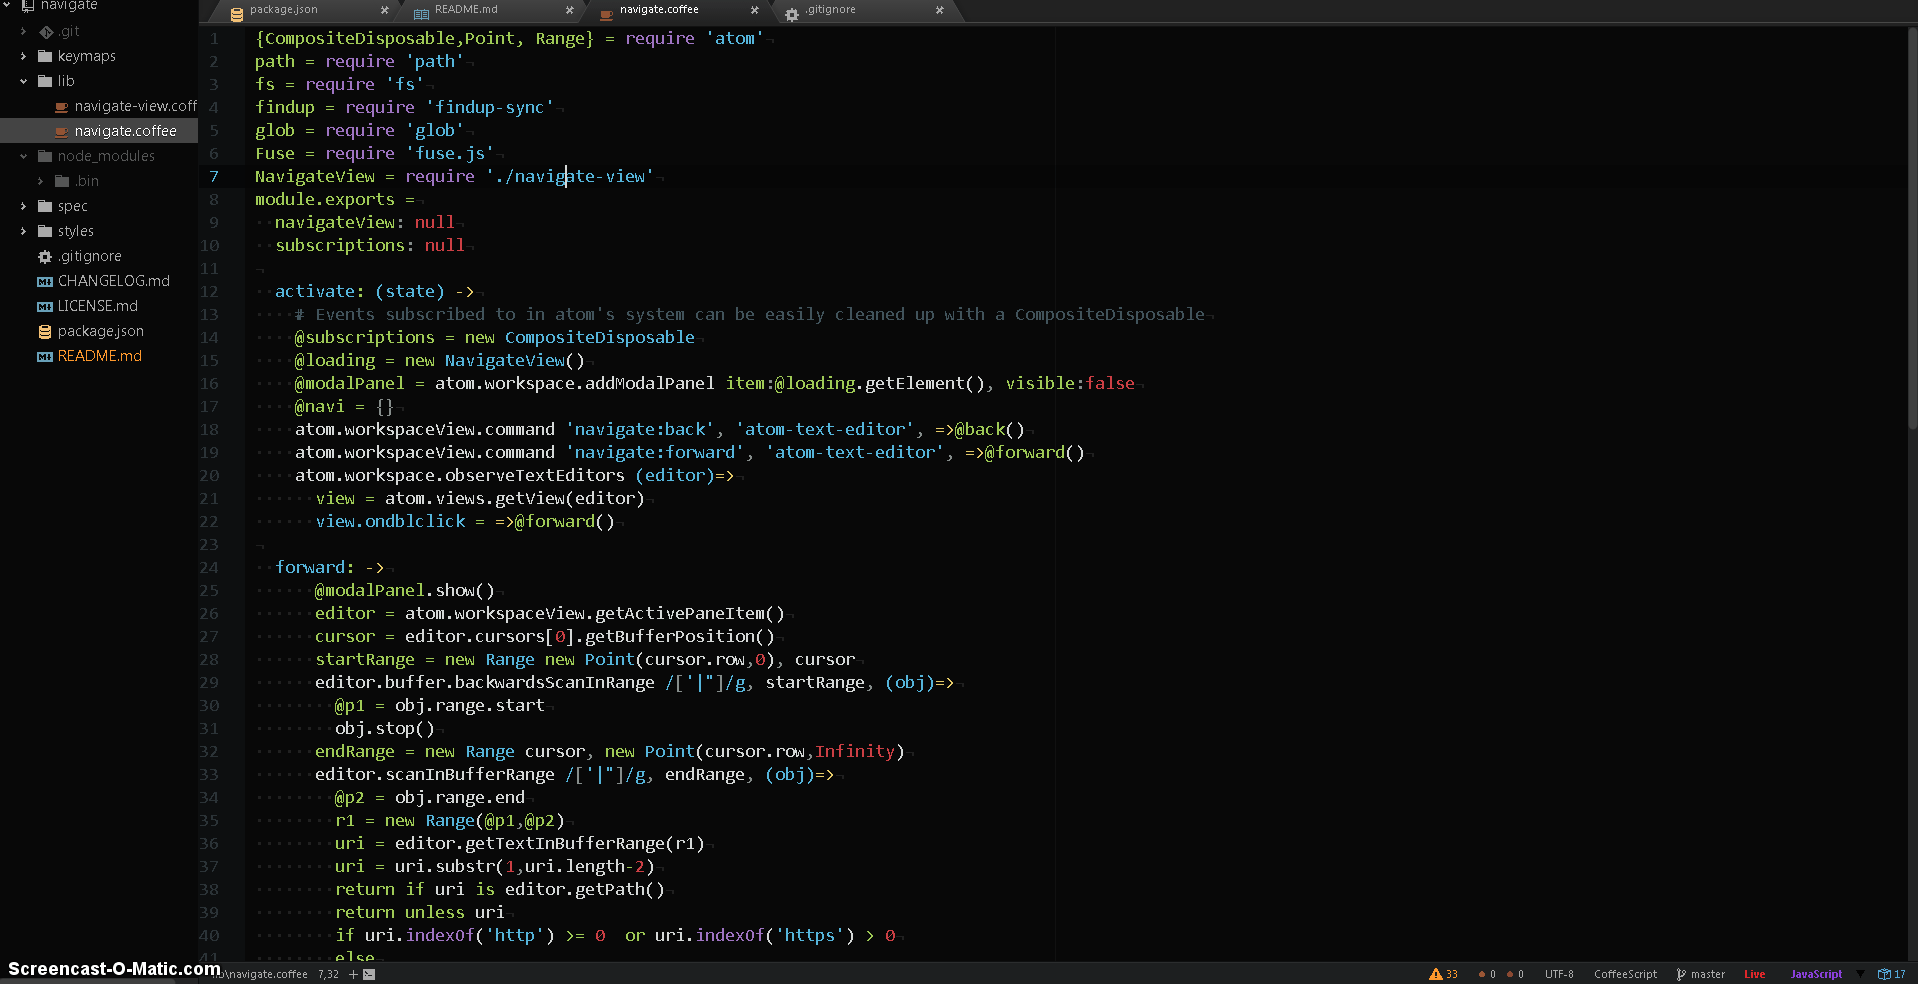 navigate
.git
keymaps
lib
navigate-view.coff
navigate.coffee
node_modules
.bin
spec
styles
.gitignore
CHANGELOG.md
LICENSE.md
package.json
README.md
package.json
README.md
navigate.coffee
.gitignore
1 {CompositeDisposable,Point, Range} = require 'atom'
2 path = require 'path'
3 fs = require 'fs'
4 findup = require 'findup-sync'
5 glob = require 'glob'
6 Fuse = require 'fuse.js'
7 NavigateView = require './navigate-view'
8 module.exports =
9 navigateView: null
10 subscriptions: null
11
12 activate: (state) ->
13 # Events subscribed to in atom's system can be easily cleaned up with a CompositeDisposable
14 @subscriptions = new CompositeDisposable
15 @loading = new NavigateView()
16 @modalPanel = atom.workspace.addModalPanel item:@loading.getElement(), visible:false
17 @navi = {}
18 atom.workspaceView.command 'navigate:back', 'atom-text-editor', =>@back()
19 atom.workspaceView.command 'navigate:forward', 'atom-text-editor', =>@forward()
20 atom.workspace.observeTextEditors (editor)=>
21 view = atom.views.getView(editor)
22 view.ondblclick = =>@forward()
23
24 forward: ->
25 @modalPanel.show()
26 editor = atom.workspaceView.getActivePaneItem()
27 cursor = editor.cursors[0].getBufferPosition()
28 startRange = new Range new Point(cursor.row,0), cursor
29 editor.buffer.backwardsScanInRange /['|"]/g, startRange, (obj)=>
30 @p1 = obj.range.start
31 obj.stop()
32 endRange = new Range cursor, new Point(cursor.row,Infinity)
33 editor.scanInBufferRange /['|"]/g, endRange, (obj)=>
34 @p2 = obj.range.end
35 r1 = new Range(@p1,@p2)
36 uri = editor.getTextInBufferRange(r1)
37 uri = uri.substr(1,uri.length-2)
38 return if uri is editor.getPath()
39 return unless uri
40 if uri.indexOf('http') >= 0 or uri.indexOf('https') > 0
41 else
Screencast-O-Matic.com
\navigate.coffee 7,32 +
33 0 0 UTF-8 CoffeeScript master Live JavaScript 17